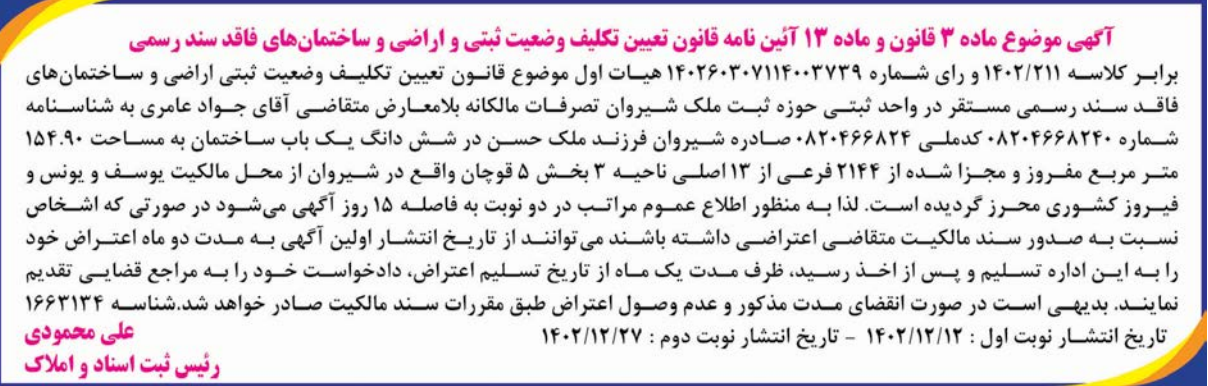 آگهی موضوع ماده ۳ قانون و ماده ۱۳ آئین نامه قانون تعیین تکلیف وضعیت ثبتی و اراضی و ساختمان‌های فاقد سند رسمی
برابر کلاسه ۱۴۰۲/۲۱۱ و رای شماره ۱۴۰۲۶۰۳۰۷۱۱۴۰۰۳۷۳۹ هیات اول موضوع قانون تعیین تکلیف وضعیت ثبتی اراضی و ساختمان‌های
فاقد سند رسمی مستقر در واحد ثبتی حوزه ثبت ملک شیروان تصرفات مالکانه بلامعارض متقاضی آقای جواد عامری به شناسنامه
شماره ۰۸۲۰۴۶۶۸۲۴۰ کدملی ۰۸۲۰۴۶۶۸۲۴ صادره شیروان فرزند ملک حسن در شش دانگ یک باب ساختمان به مساحت ۱۵۴.۹۰
متر مربع مفروز و مجزا شده از ۲۱۴۴ فرعی از ۱۳ اصلی ناحیه ۳ بخش ۵ قوچان واقع در شیروان از محل مالکیت یوسف و یونس و
فیروز کشوری محرز گردیده است. لذا به منظور اطلاع عموم مراتب در دو نوبت به فاصله ۱۵ روز آگهی می‌شود در صورتی که اشخاص
نسبت به صدور سند مالکیت متقاضی اعتراضی داشته باشند می‌توانند از تاریخ انتشار اولین آگهی به مدت دو ماه اعتراض خود
را به این اداره تسلیم و پس از اخذ رسید، ظرف مدت یک ماه از تاریخ تسلیم اعتراض، دادخواست خود را به مراجع قضایی تقدیم
نمایند. بدیهی است در صورت انقضای مدت مذکور و عدم وصول اعتراض طبق مقررات سند مالکیت صادر خواهد شد.شناسه ۱۶۶۳۱۳۴
تاریخ انتشار نوبت اول : ۱۴۰۲/۱۲/۱۲ - تاریخ انتشار نوبت دوم : ۱۴۰۲/۱۲/۲۷
علی محمودی
رئیس ثبت اسناد و املاک